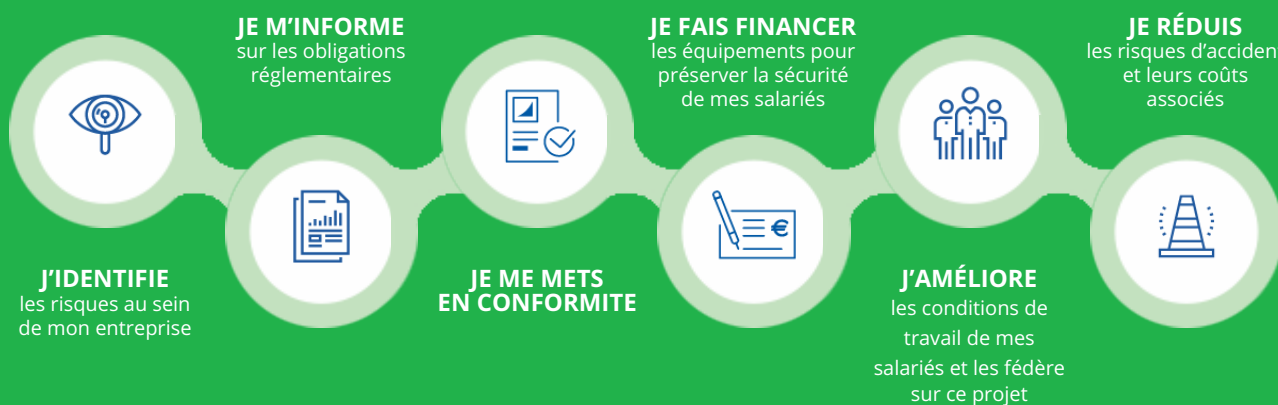 J'IDENTIFIE
les risques au sein
de mon entreprise
JE M'INFORME
sur les obligations
réglementaires
JE ME METS
EN CONFORMITE
JE FAIS FINANCER
les équipements pour
préserver la sécurité
de mes salariés
€
J'AMÉLIORE
les conditions de
travail de mes
salariés et les fédère
sur ce projet
JE RÉDUIS
les risques d'acciden
et leurs coûts
associés